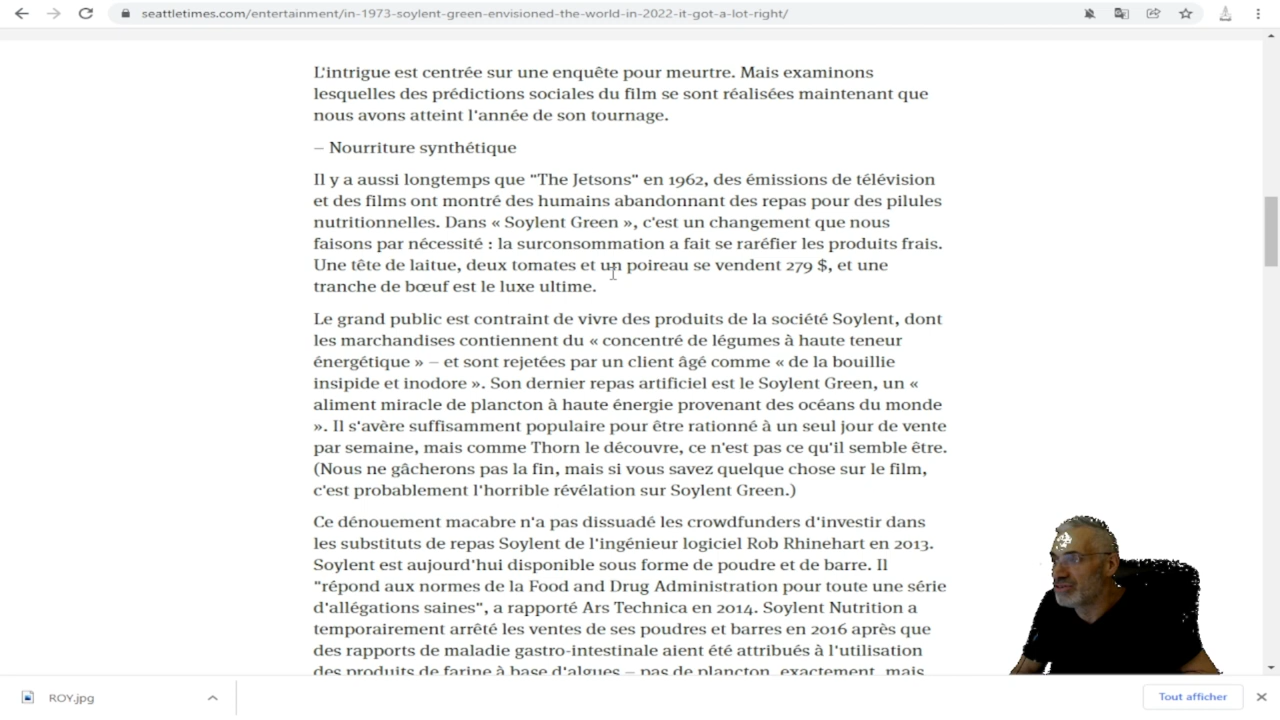 seattletimes.com/entertainment/in-1973-soylent-green-envisioned-the-world-in-2022-it-got-a-lot-right/
L'intrigue est centrée sur une enquête pour meurtre. Mais examinons
lesquelles des prédictions sociales du film se sont réalisées maintenant que
nous avons atteint l'année de son tournage.
– Nourriture synthétique
Il y a aussi longtemps que "The Jetsons" en 1962, des émissions de télévision
et des films ont montré des humains abandonnant des repas pour des pilules
nutritionnelles. Dans « Soylent Green », c'est un changement que nous
faisons par nécessité : la surconsommation a fait se raréfier les produits frais.
Une tête de laitue, deux tomates et un poireau se vendent 279 $, et une
tranche de bœuf est le luxe ultime.
Le grand public est contraint de vivre des produits de la société Soylent, dont
les marchandises contiennent du « concentré de légumes à haute teneur
énergétique » – et sont rejetées par un client âgé comme « de la bouillie
insipide et inodore ». Son dernier repas artificiel est le Soylent Green, un «
aliment miracle de plancton à haute énergie provenant des océans du monde
». Il s'avère suffisamment populaire pour être rationné à un seul jour de vente
par semaine, mais comme Thorn le découvre, ce n'est pas ce qu'il semble être.
(Nous ne gâcherons pas la fin, mais si vous savez quelque chose sur le film,
c'est probablement l'horrible révélation sur Soylent Green.)
Ce dénouement macabre n'a pas dissuadé les crowdfunders d'investir dans
les substituts de repas Soylent de l'ingénieur logiciel Rob Rhinehart en 2013.
Soylent est aujourd'hui disponible sous forme de poudre et de barre. Il
"répond aux normes de la Food and Drug Administration pour toute une série
d'allégations saines", a rapporté Ars Technica en 2014. Soylent Nutrition a
temporairement arrêté les ventes de ses poudres et barres en 2016 après que
des rapports de maladie gastro-intestinale aient été attribués à l'utilisation
des produits de farine à base d'algues – pas de plancton, exactement, mais
ROY.jpg
Tout afficher